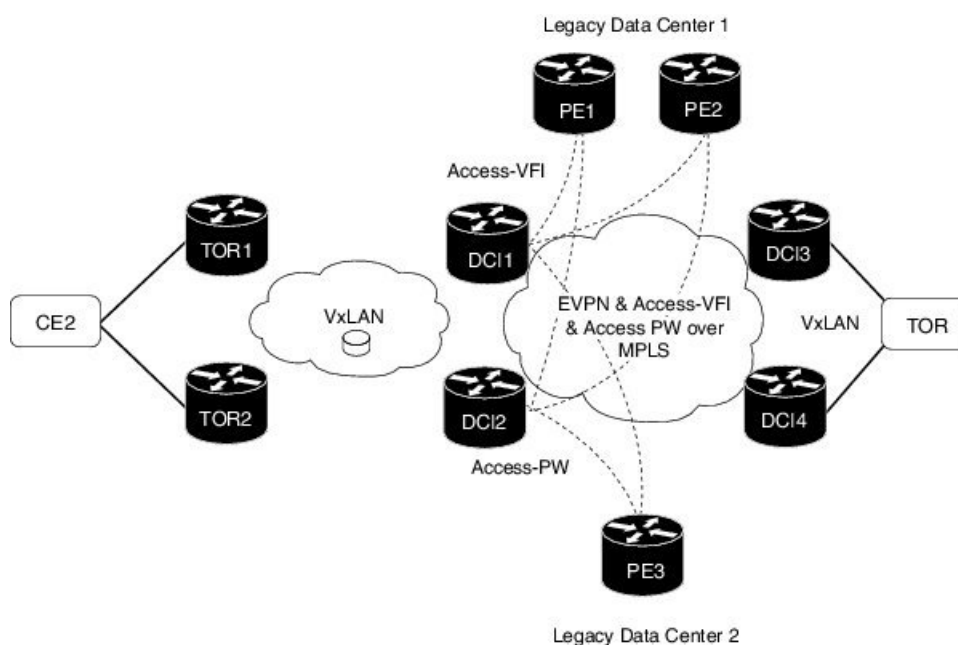 Legacy Data Center 1
PE1
PE2
Access-VFI
TOR1
DCI1
DCI3
CE2
VxLAN
EVPN & Access-VFI
& Access PW over
MPLS
VxLAN
TOR
TOR2
DCI2
DCI4
Access-PW
PE3
Legacy Data Center 2